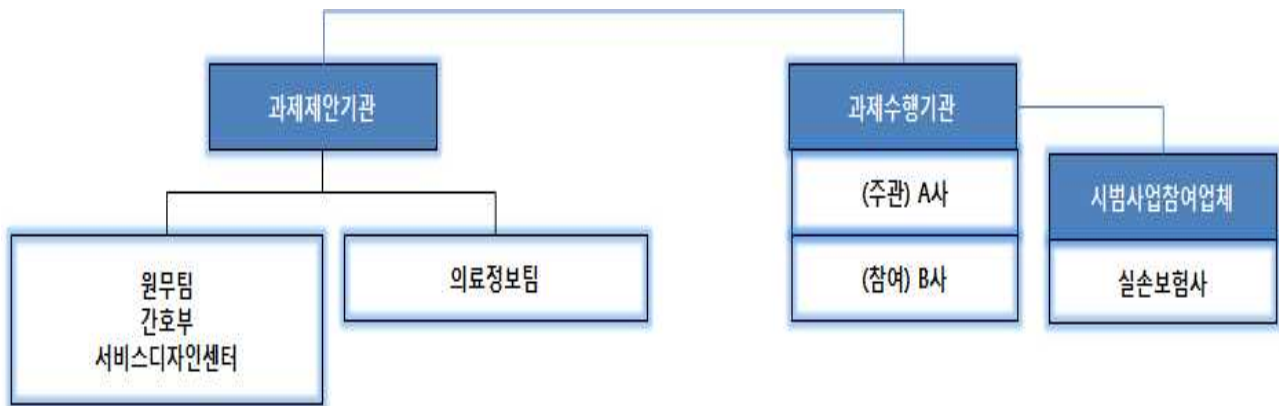 과제제안기관
원무팀
간호부
서비스디자인센터
의료정보팀
과제수행기관
(주관) A사
(참여) B사
시범사업참여업체
실손보험사